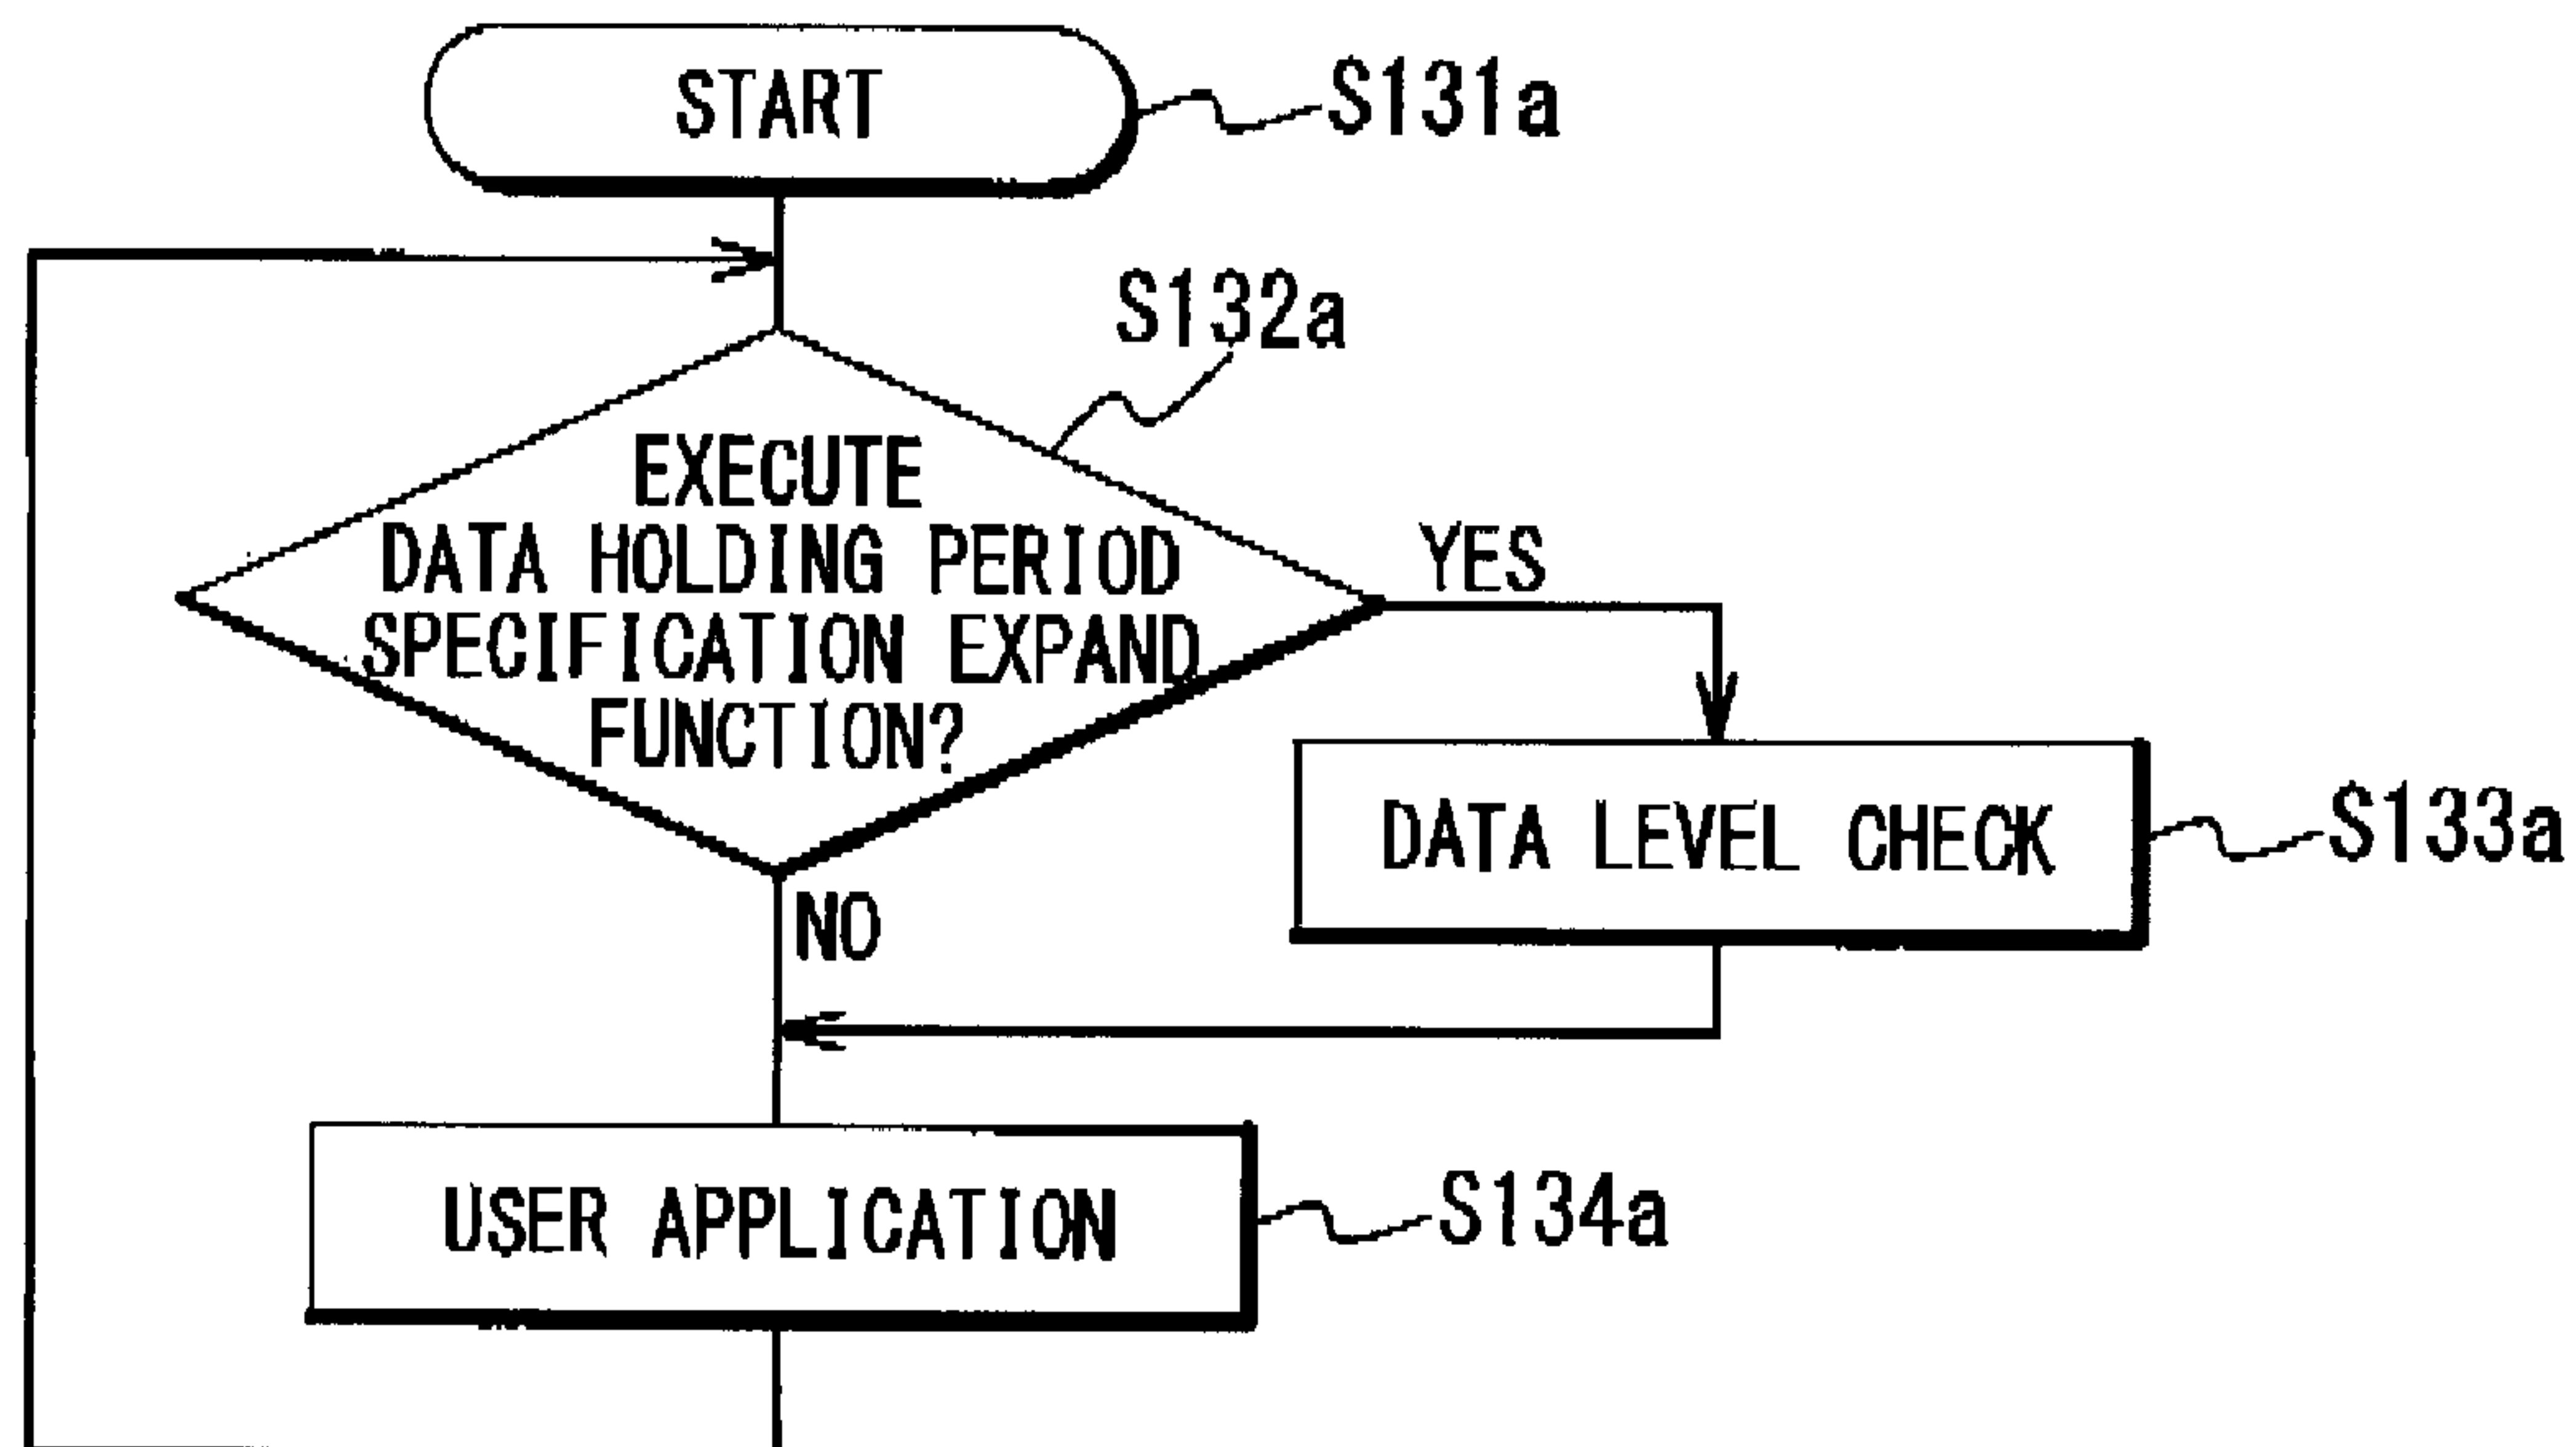 START
S131a
S132a
EXECUTE
DATA HOLDING PERIOD
SPECIFICATION EXPAND
FUNCTION?
YES
DATA LEVEL CHECK
S133a
NO
USER APPLICATION
S134a